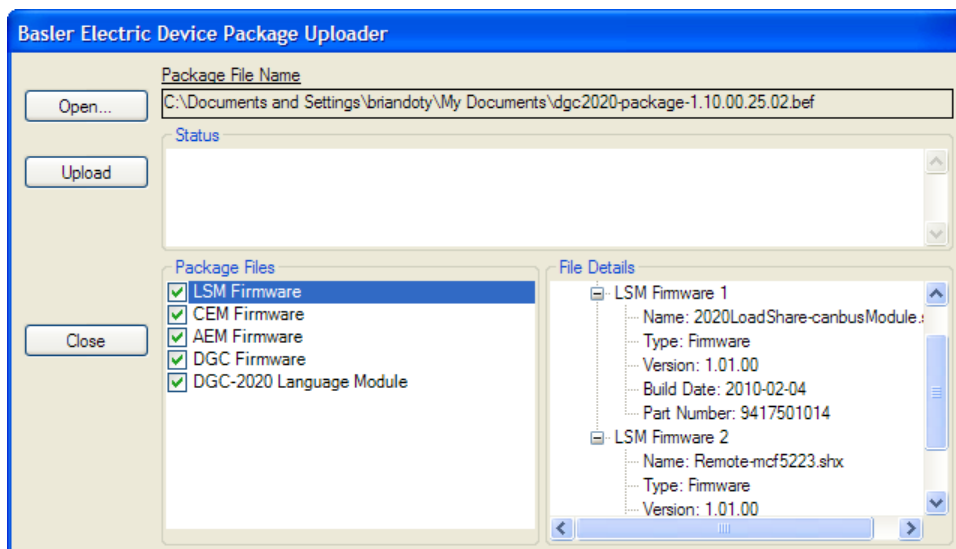 Basler Electric Device Package Uploader
Package File Name
Open...
C:\Documents and Settings\briandoty\My Documents\dgc2020-package-1.10.00.25.02.bef
Status
Upload
Package Files
LSM Firmware
CEM Firmware
AEM Firmware
DGC Firmware
DGC-2020 Language Module
Close
File Details
LSM Firmware 1
Name: 2020LoadShare-canbusModule.
Type: Firmware
Version: 1.01.00
Build Date: 2010-02-04
Part Number: 9417501014
LSM Firmware 2
Name: Remote-mcf5223.shx
Type: Firmware
Version: 1.01.00